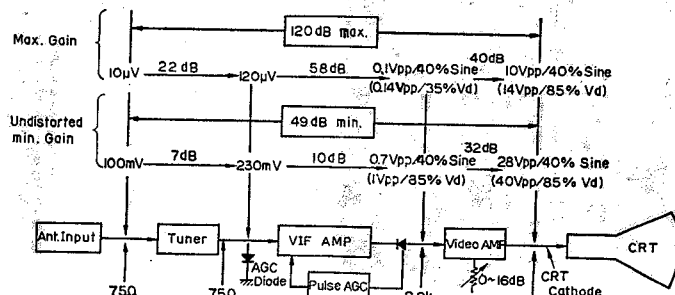 120dB max.
Max. Gain
10μV 22 dB 120μV 58dB 0.1Vpp/40% Sine 40dB 10Vpp/40% Sine
(0.14Vpp/35%Vd) (14Vpp/85% Vd)
Undistorted
min. Gain
49dB min.
100mV 7dB 230mV 10dB 0.7Vpp/40% Sine 32dB 28Vpp/40% Sine
(1Vpp/85% Vd) (40Vpp/85% Vd)
Ant.Input Tuner VIF AMP Video AMP CRT
AGC
Diode
Pulse AGC
0~16dB
CRT
Cathode
75Ω 75Ω